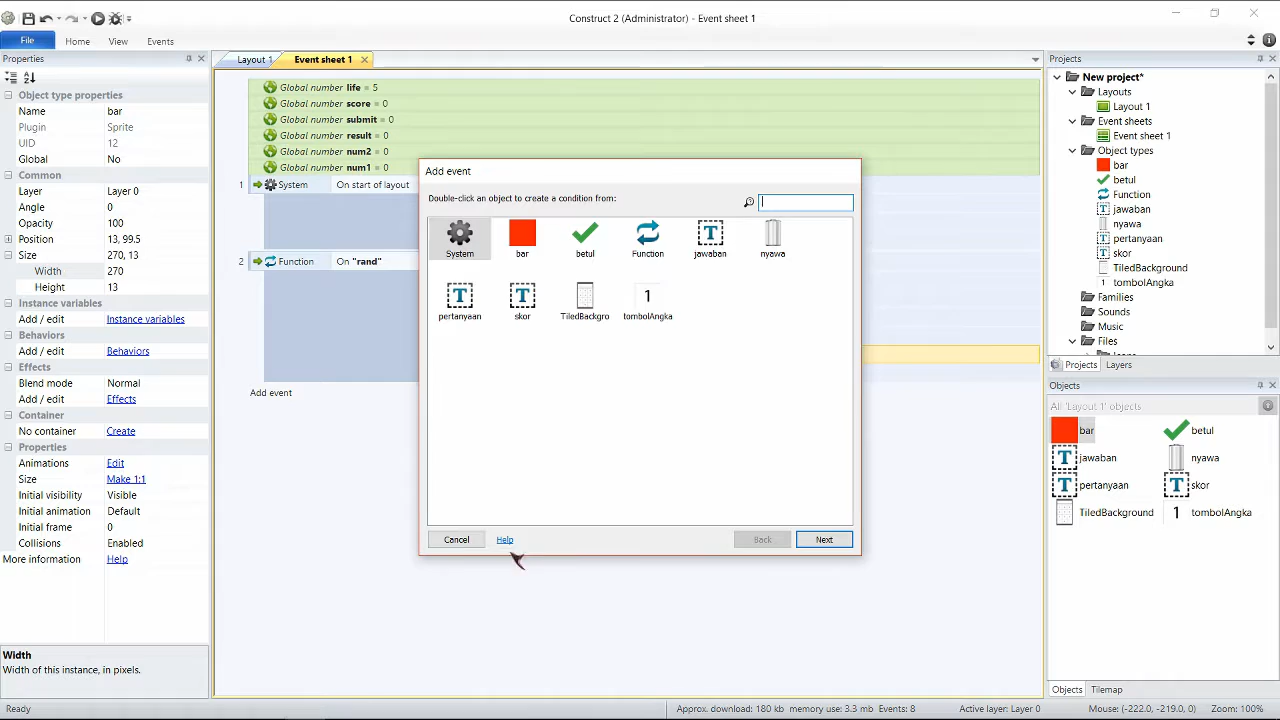 Construct 2 (Administrator) - Event sheet 1
File Home View Events
Properties
Object type properties
Name bar
Plugin Sprite
UID 12
Global No
Common
Layer Layer 0
Angle 0
Opacity 100
Position 13, 99.5
Size 270, 13
Width 270
Height 13
Instance variables
Add / edit Instance variables
Behaviors
Add / edit Behaviors
Effects
Blend mode Normal
Add / edit Effects
Container
No container Create
Properties
Animations Edit
Size Make 1:1
Initial visibility Visible
Initial animation Default
Initial frame 0
Collisions Enabled
More information Help
Width
Width of this instance, in pixels.
Layout 1 Event sheet 1
Global number life = 5
Global number score = 0
Global number submit = 0
Global number result = 0
Global number num2 = 0
Global number num1 = 0
1 System On start of layout
2 Function On "rand"
Add event
Add event
Double-click an object to create a condition from:
System bar betul Function jawaban nyawa
pertanyaan skor TiledBackgro tombolAngka
Cancel Help Back Next
Projects
New project*
Layouts
Layout 1
Event sheets
Event sheet 1
Object types
bar
betul
Function
jawaban
nyawa
pertanyaan
skor
TiledBackground
tombolAngka
Families
Sounds
Music
Files
Projects Layers
Objects
All 'Layout 1' objects
bar betul
jawaban nyawa
pertanyaan skor
TiledBackground tombolAngka
Objects Tilemap
Ready Approx. download: 180 kb memory use: 3.3 mb Events: 8 Active layer: Layer 0 Mouse: (-222.0, -219.0, 0) Zoom: 100%